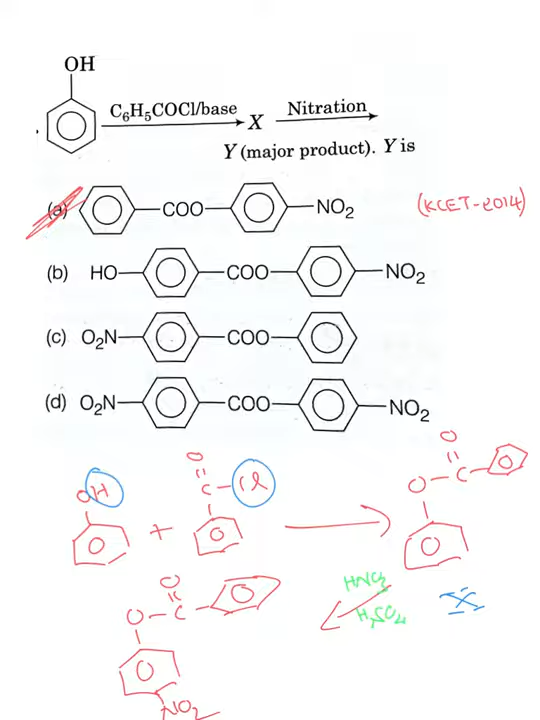 OH
C₆H₅COCl/base
X
Nitration
Y (major product). Y is
(a)
COO
NO₂
(KCET-2014)
(b) HO
COO
NO₂
(c) O₂N
COO
(d) O₂N
COO
NO₂
O
OH
C
Cl
+
O
O
C
HNO₃
H₂SO₄
X
O
O
C
NO₂